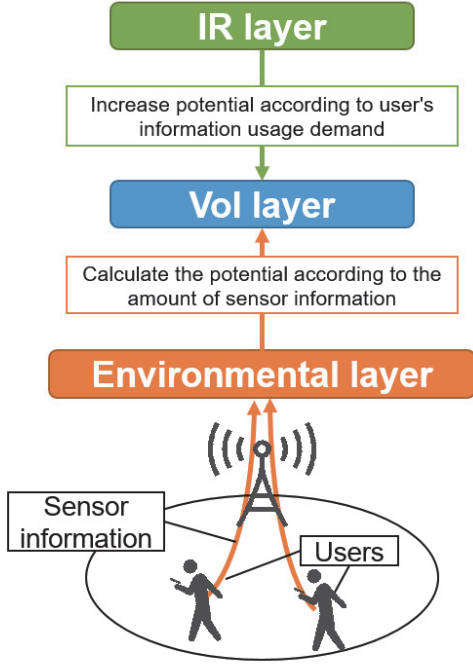 IR layer
Increase potential according to user's
information usage demand
Vol layer
Calculate the potential according to the
amount of sensor information
Environmental layer
Sensor
information
Users